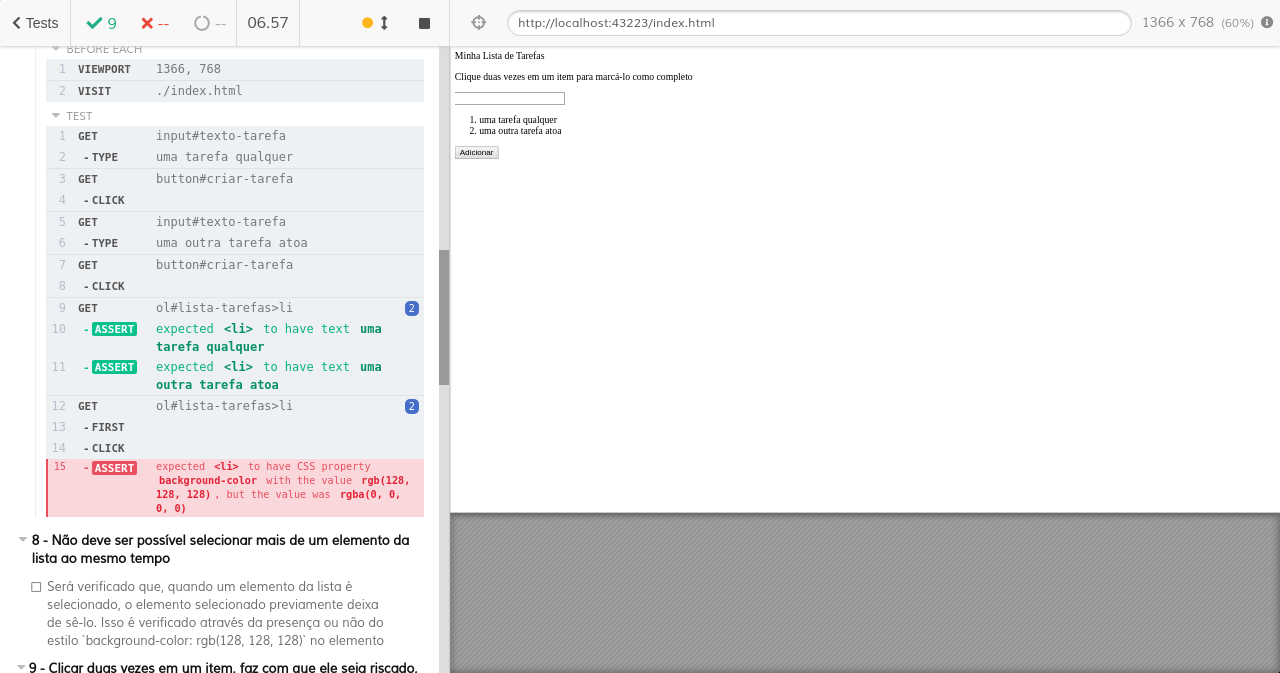 Tests
9
--
--
06.57
http://localhost:43223/index.html
1366 x 768 (60%)
BEFORE EACH
1 VIEWPORT 1366, 768
2 VISIT ./index.html
TEST
1 GET input#texto-tarefa
2 -TYPE uma tarefa qualquer
3 GET button#criar-tarefa
4 -CLICK
5 GET input#texto-tarefa
6 -TYPE uma outra tarefa atoa
7 GET button#criar-tarefa
8 -CLICK
9 GET ol#lista-tarefas>li 2
10 -ASSERT expected <li> to have text uma
tarefa qualquer
11 -ASSERT expected <li> to have text uma
outra tarefa atoa
12 GET ol#lista-tarefas>li 2
13 -FIRST
14 -CLICK
15 -ASSERT expected <li> to have CSS property
background-color with the value rgb(128,
128, 128) , but the value was rgba(0, 0,
0, 0)
8 - Não deve ser possível selecionar mais de um elemento da
lista ao mesmo tempo
Será verificado que, quando um elemento da lista é
selecionado, o elemento selecionado previamente deixa
de sê-lo. Isso é verificado através da presença ou não do
estilo `background-color: rgb(128, 128, 128)` no elemento
9 - Clicar duas vezes em um item, faz com que ele seja riscado,
Minha Lista de Tarefas
Clique duas vezes em um item para marcá-lo como completo
1. uma tarefa qualquer
2. uma outra tarefa atoa
Adicionar